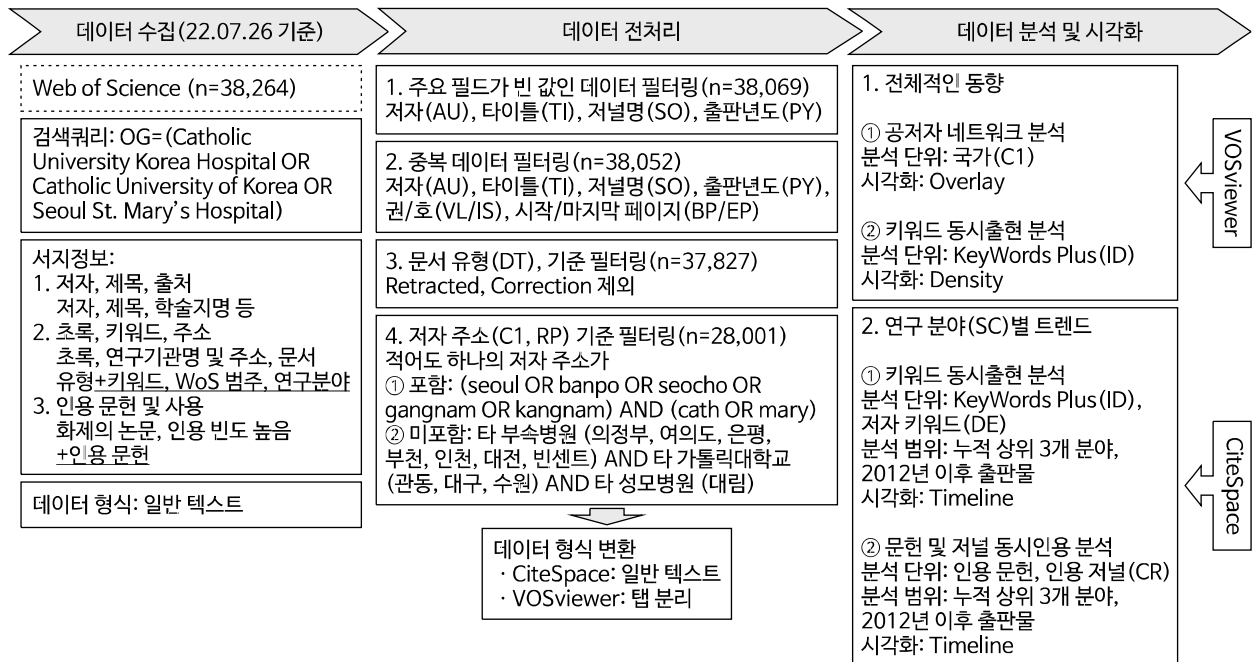 데이터 수집(22.07.26 기준)
Web of Science (n=38,264)
검색쿼리: OG=(Catholic
University Korea Hospital OR
Catholic University of Korea OR
Seoul St. Mary's Hospital)
서지정보:
1. 저자, 제목, 출처
저자, 제목, 학술지명 등
2. 초록, 키워드, 주소
초록, 연구기관명 및 주소, 문서
유형+키워드, WoS 범주, 연구분야
3. 인용 문헌 및 사용
화제의 논문, 인용 빈도 높음
+인용 문헌
데이터 형식: 일반 텍스트
데이터 전처리
1. 주요 필드가 빈 값인 데이터 필터링(n=38,069)
저자(AU), 타이틀(TI), 저널명(SO), 출판년도(PY)
2. 중복 데이터 필터링(n=38,052)
저자(AU), 타이틀(TI), 저널명(SO), 출판년도(PY),
권/호(VL/IS), 시작/마지막 페이지(BP/EP)
3. 문서 유형(DT), 기준 필터링(n=37,827)
Retracted, Correction 제외
4. 저자 주소(C1, RP) 기준 필터링(n=28,001)
적어도 하나의 저자 주소가
① 포함: (seoul OR banpo OR seocho OR
gangnam OR kangnam) AND (cath OR mary)
② 미포함: 타 부속병원 (의정부, 여의도, 은평,
부천, 인천, 대전, 빈센트) AND 타 가톨릭대학교
(관동, 대구, 수원) AND 타 성모병원 (대림)
데이터 형식 변환
· CiteSpace: 일반 텍스트
· VOSviewer: 탭 분리
데이터 분석 및 시각화
1. 전체적인 동향
① 공저자 네트워크 분석
분석 단위: 국가(C1)
시각화: Overlay
② 키워드 동시출현 분석
분석 단위: KeyWords Plus(ID)
시각화: Density
2. 연구 분야(SC)별 트렌드
① 키워드 동시출현 분석
분석 단위: KeyWords Plus(ID),
저자 키워드(DE)
분석 범위: 누적 상위 3개 분야,
2012년 이후 출판물
시각화: Timeline
② 문헌 및 저널 동시인용 분석
분석 단위: 인용 문헌, 인용 저널(CR)
분석 범위: 누적 상위 3개 분야,
2012년 이후 출판물
시각화: Timeline
VOSviewer
CiteSpace